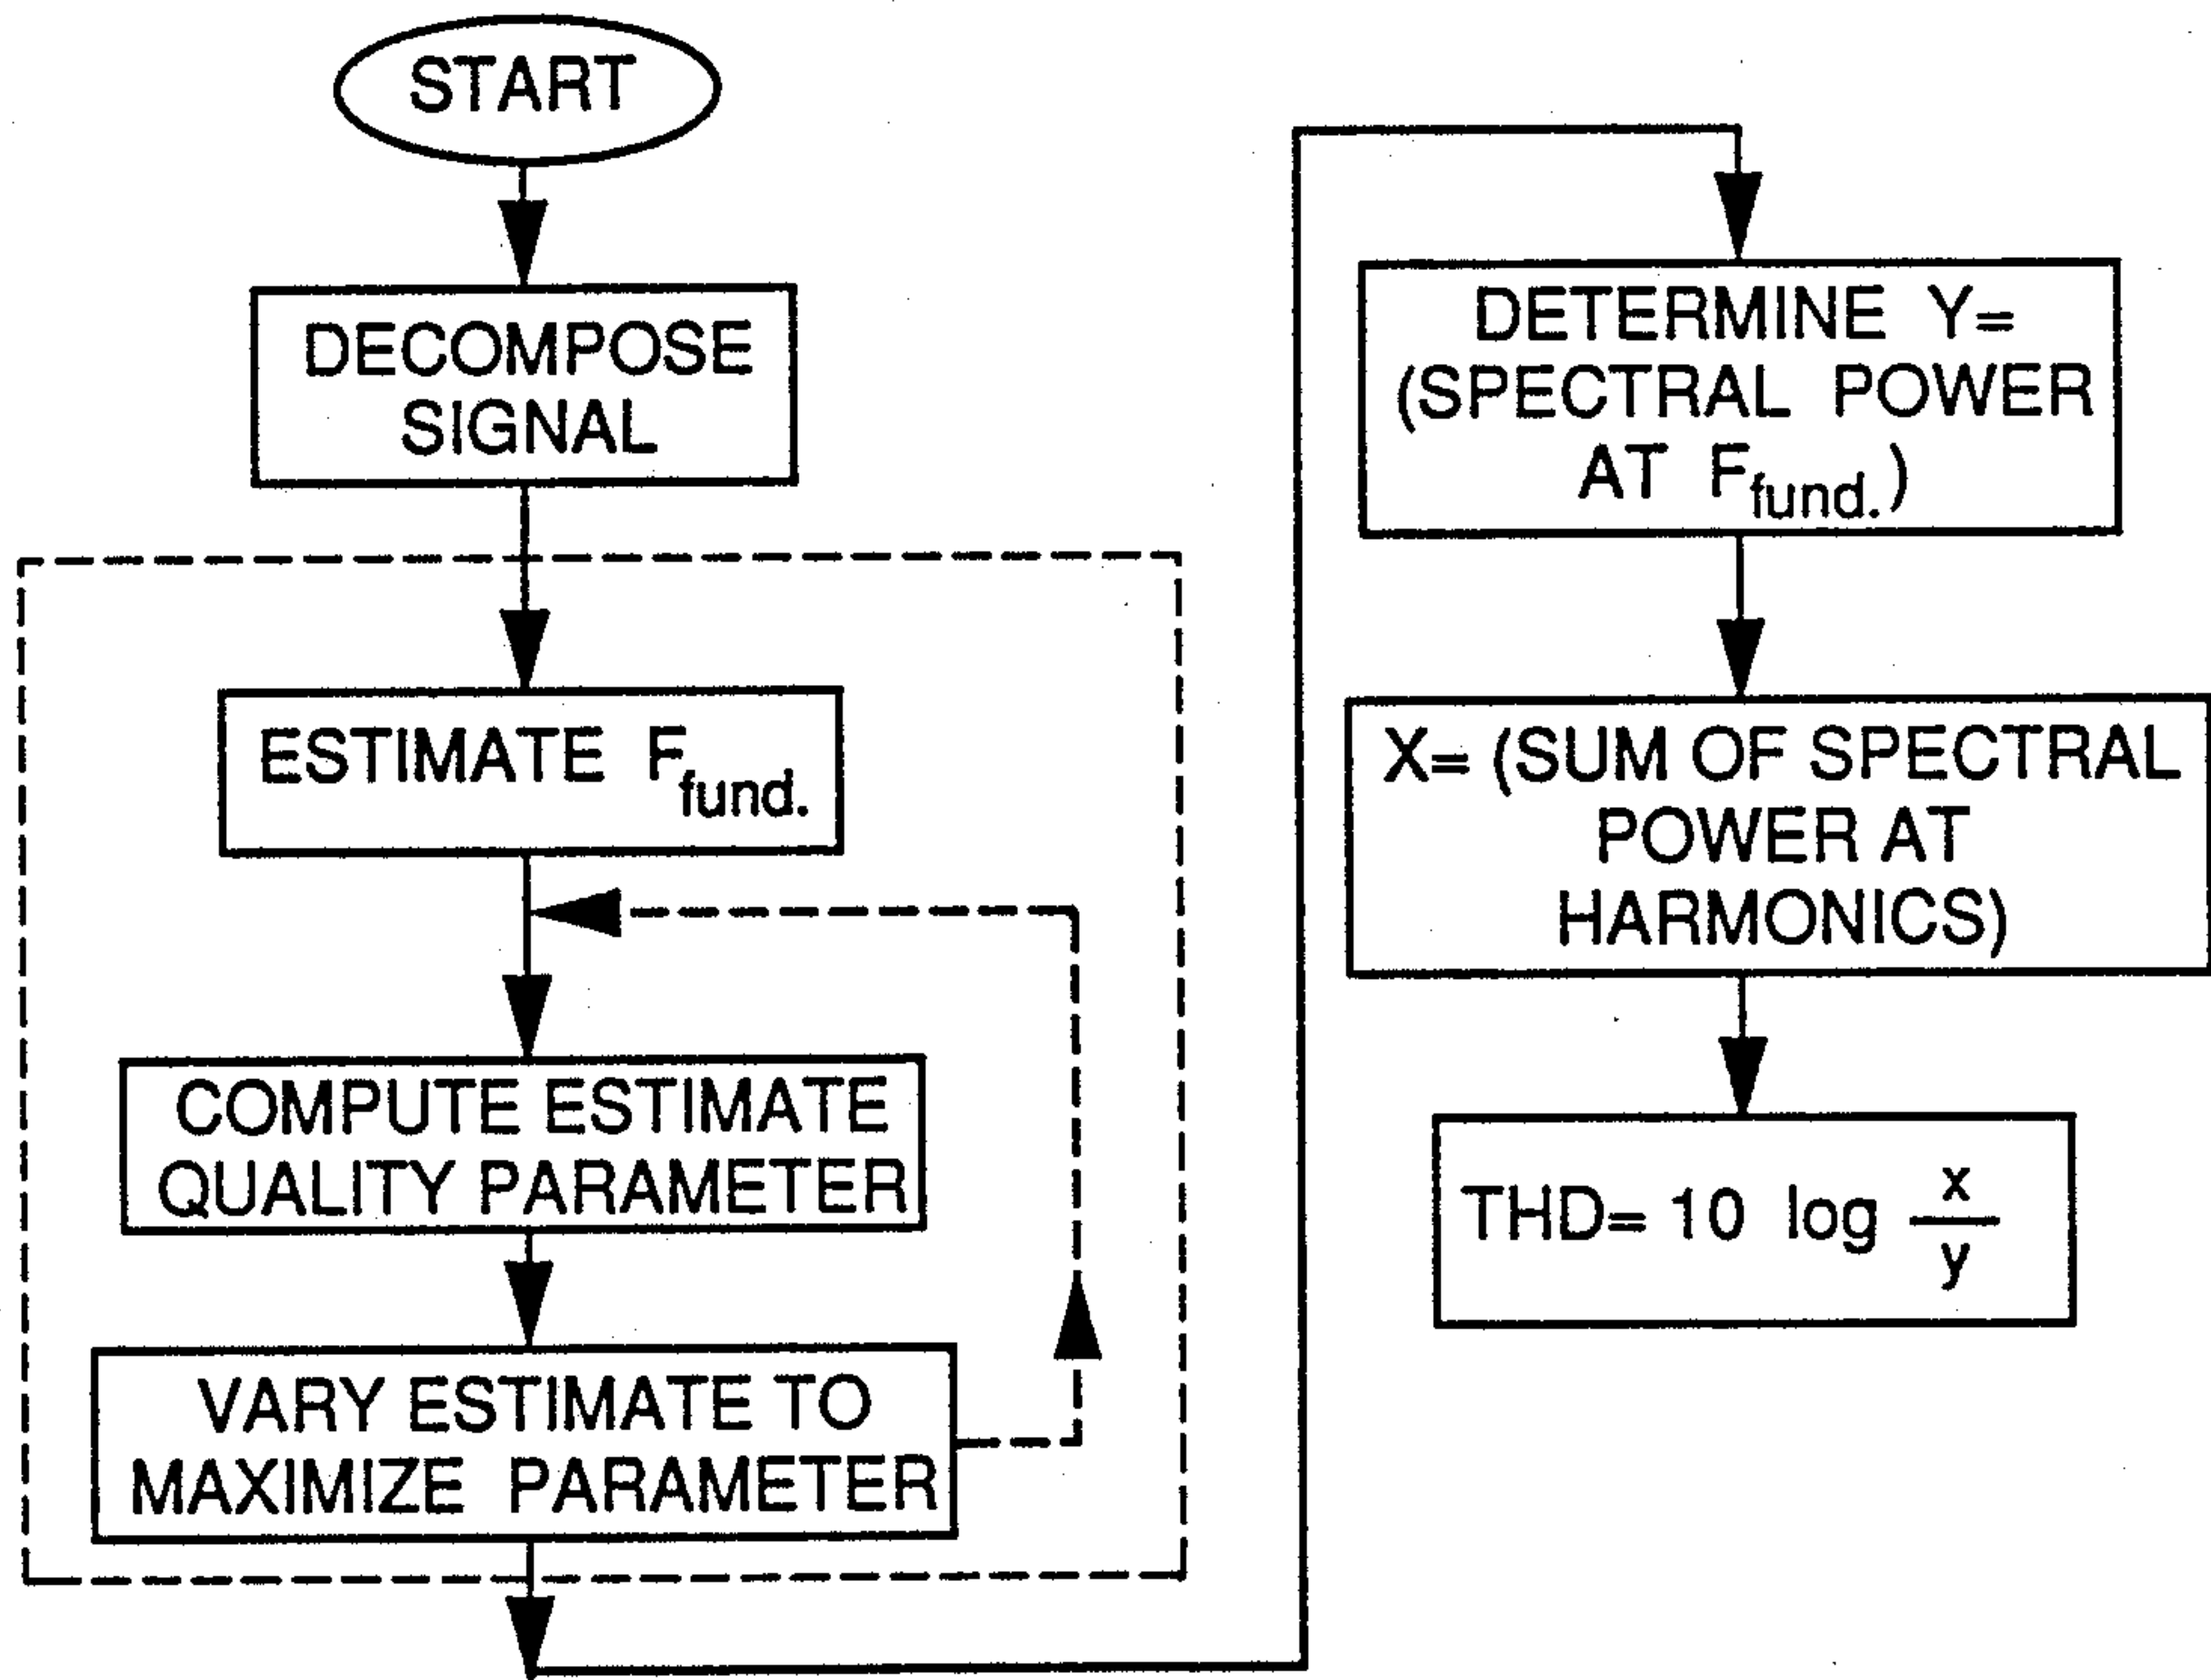 START
DECOMPOSE
SIGNAL
ESTIMATE F fund.
COMPUTE ESTIMATE
QUALITY PARAMETER
VARY ESTIMATE TO
MAXIMIZE PARAMETER
DETERMINE Y=
(SPECTRAL POWER
AT F fund.)
X= (SUM OF SPECTRAL
POWER AT
HARMONICS)
THD= 10 log x/y